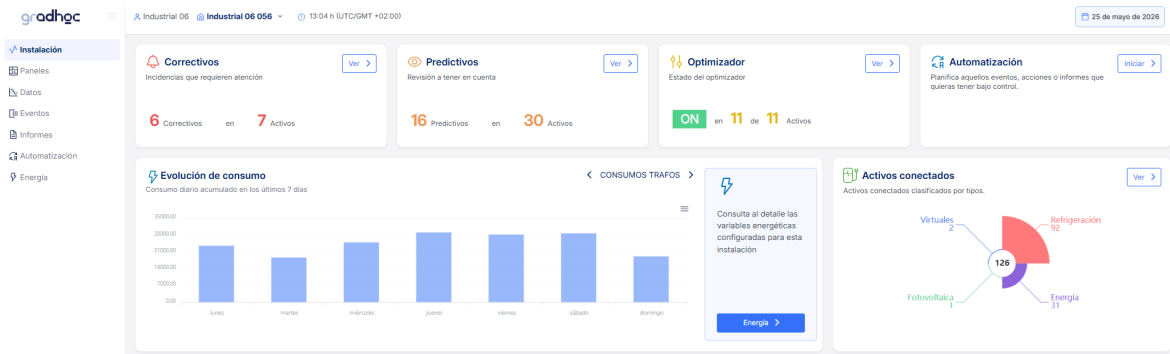 gradhoc
Industrial 06 Industrial 06 056 13:04 h (UTC/GMT +02:00) 25 de mayo de 2026
Instalación
Paneles
Datos
Eventos
Informes
Automatización
Energía
Correctivos Ver
Incidencias que requieren atención
6 Correctivos en 7 Activos
Predictivos Ver
Revisión a tener en cuenta
16 Predictivos en 30 Activos
Optimizador Ver
Estado del optimizador
ON en 11 de 11 Activos
Automatización Iniciar
Planifica aquellos eventos, acciones o informes que
quieras tener bajo control.
Evolución de consumo CONSUMOS TRAFOS
Consumo diario acumulado en los últimos 7 días
35000.00
28000.00
21000.00
14000.00
7000.00
0.00
lunes martes miércoles jueves viernes sábado domingo
Consulta al detalle las
variables energéticas
configuradas para esta
instalación
Energía
Activos conectados Ver
Activos conectados clasificados por tipos.
Virtuales
2
Refrigeración
92
126
Fotovoltaica
1
Energía
31